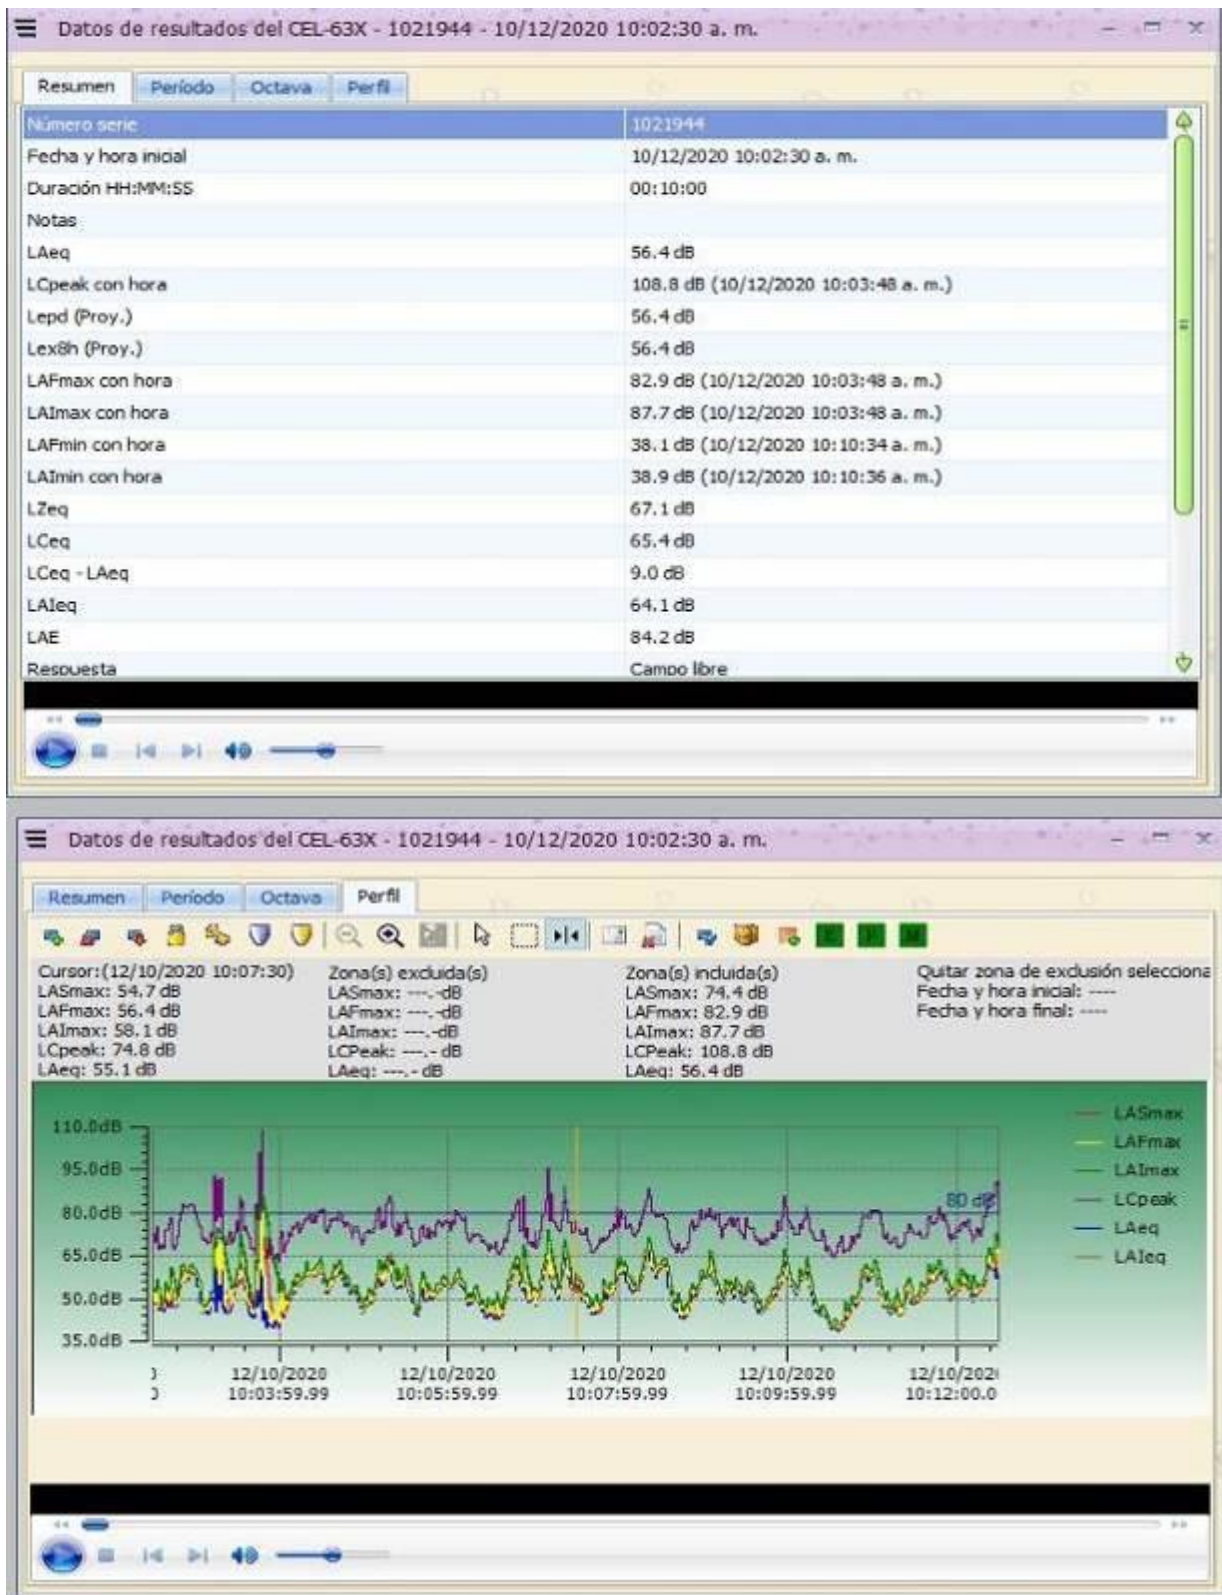 Datos de resultados del CEL-63X - 1021944 - 10/12/2020 10:02:30 a. m.
Resumen Período Octava Perfil
Número serie 1021944
Fecha y hora inicial 10/12/2020 10:02:30 a. m.
Duración HH:MM:SS 00:10:00
Notas
LAeq 56.4 dB
LCpeak con hora 108.8 dB (10/12/2020 10:03:48 a. m.)
Lepd (Proy.) 56.4 dB
Lex8h (Proy.) 56.4 dB
LAFmax con hora 82.9 dB (10/12/2020 10:03:48 a. m.)
LAImax con hora 87.7 dB (10/12/2020 10:03:48 a. m.)
LAFmin con hora 38.1 dB (10/12/2020 10:10:34 a. m.)
LAImin con hora 38.9 dB (10/12/2020 10:10:36 a. m.)
LZeq 67.1 dB
LCeq 65.4 dB
LCeq - LAeq 9.0 dB
LAIeq 64.1 dB
LAE 84.2 dB
Respuesta Campo libre
Datos de resultados del CEL-63X - 1021944 - 10/12/2020 10:02:30 a. m.
Resumen Período Octava Perfil
Cursor:(12/10/2020 10:07:30) Zona(s) excluida(s) Zona(s) incluida(s) Quitar zona de exclusión selecciona
LASmax: 54.7 dB LASmax: ---.-dB LASmax: 74.4 dB Fecha y hora inicial: ----
LAFmax: 56.4 dB LAFmax: ---.-dB LAFmax: 82.9 dB Fecha y hora final: ----
LAImax: 58.1 dB LAImax: ---.-dB LAImax: 87.7 dB
LCpeak: 74.8 dB LCPeak: ---.- dB LCPeak: 108.8 dB
LAeq: 55.1 dB LAeq: ---.- dB LAeq: 56.4 dB
110.0dB
95.0dB
80.0dB
65.0dB
50.0dB
35.0dB
80 dB
LASmax
LAFmax
LAImax
LCpeak
LAeq
LAIeq
12/10/2020 12/10/2020 12/10/2020 12/10/2020 12/10/202
10:03:59.99 10:05:59.99 10:07:59.99 10:09:59.99 10:12:00.0